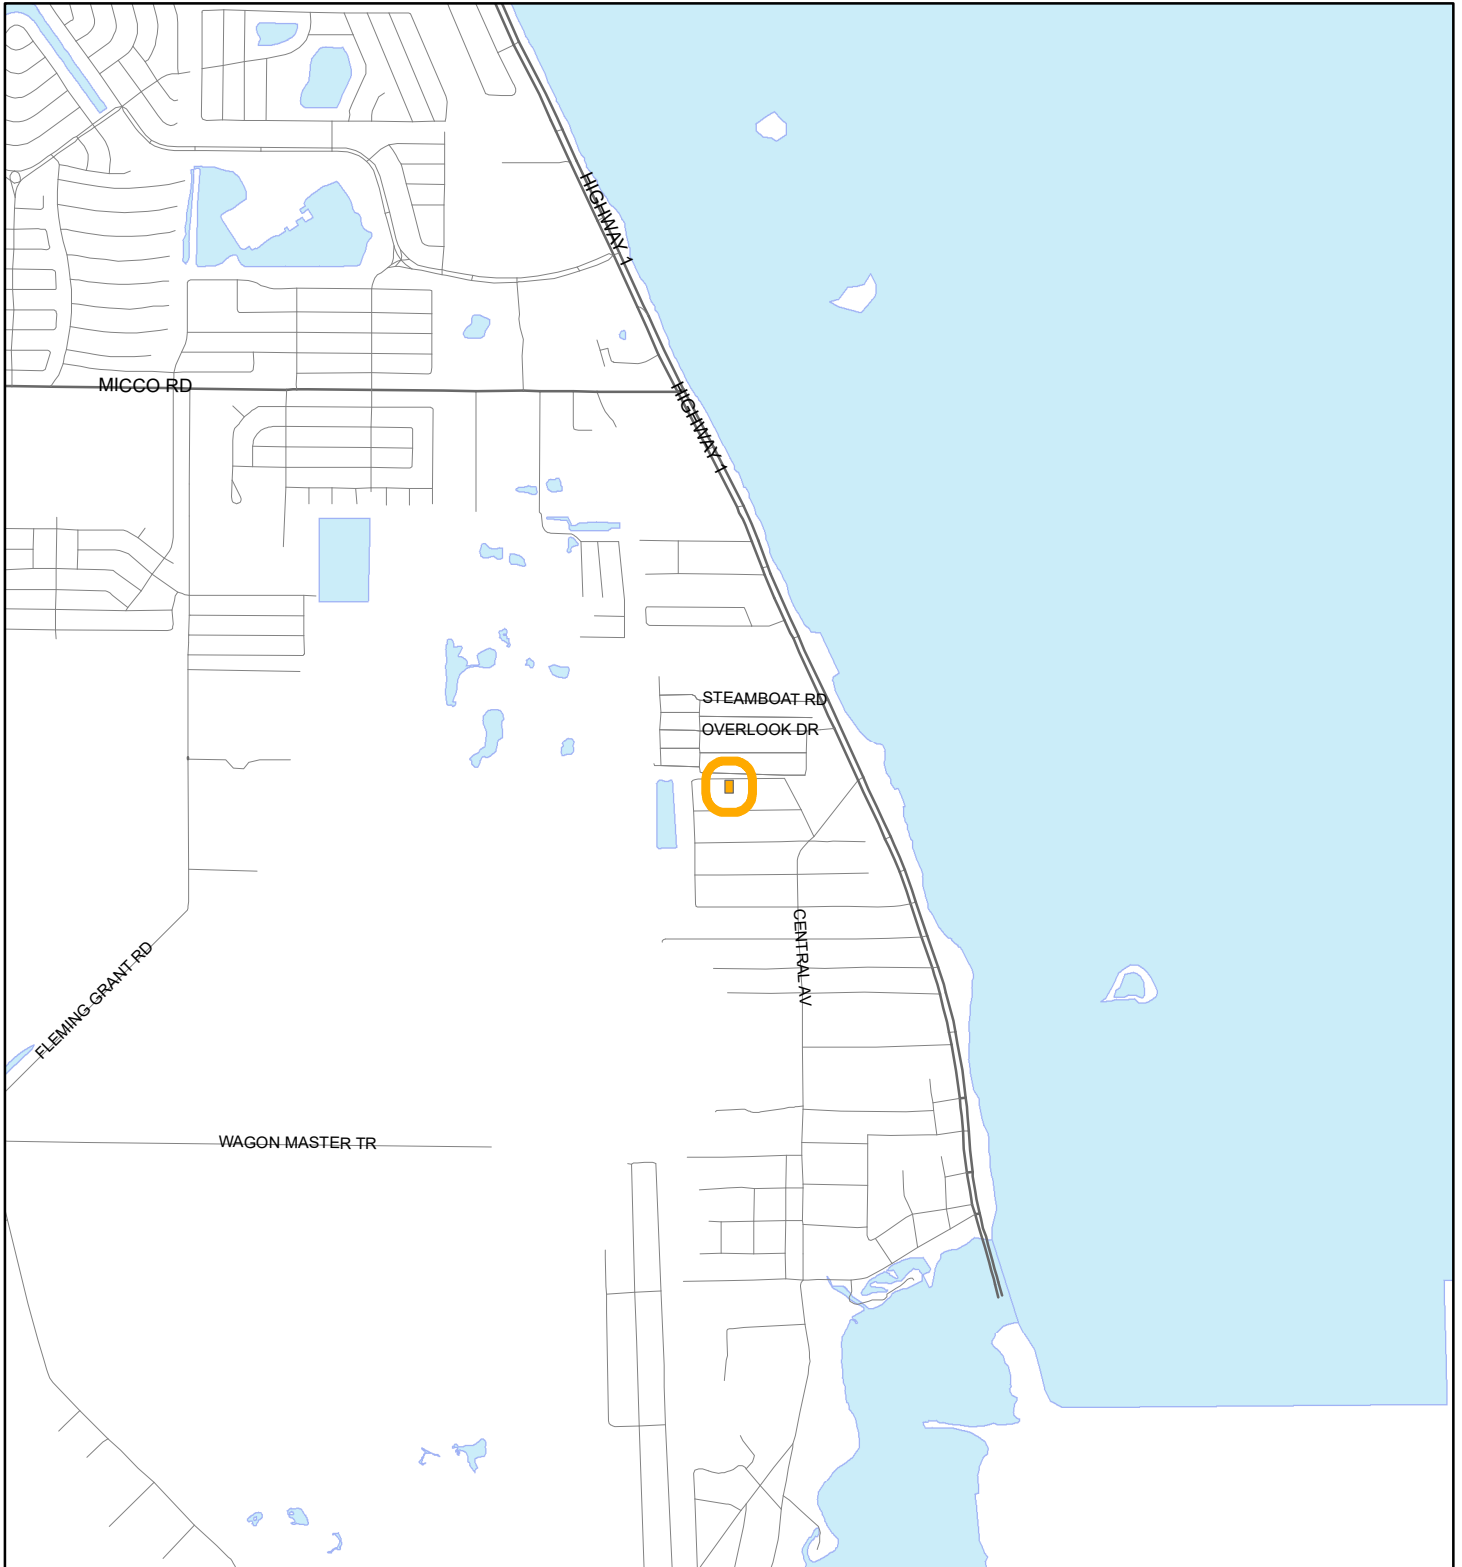 HIGHWAY 1
MICCO RD
HIGHWAY 1
STEAMBOAT RD
OVERLOOK DR
CENTRAL AV
FLEMING GRANT RD
WAGON MASTER TR